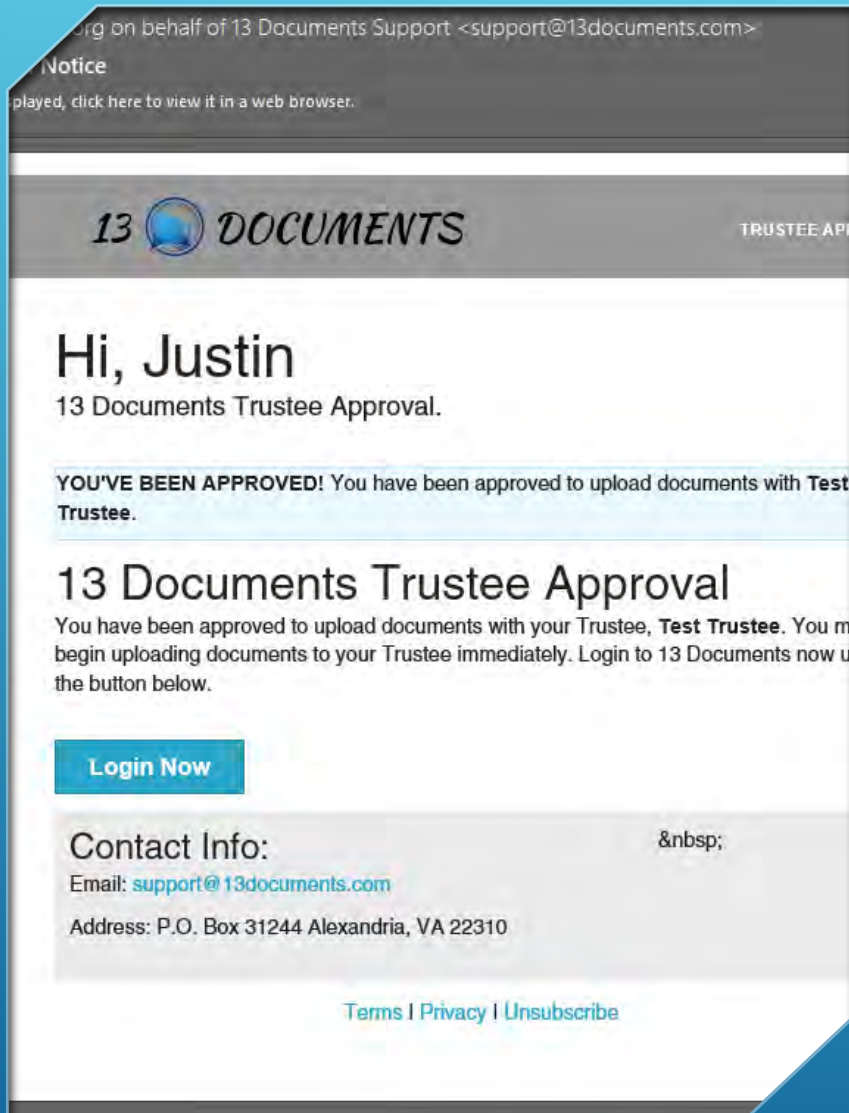 org on behalf of 13 Documents Support <support@13documents.com>
Notice
played, click here to view it in a web browser.
13 DOCUMENTS
TRUSTEE AP
Hi, Justin
13 Documents Trustee Approval.
YOU'VE BEEN APPROVED! You have been approved to upload documents with Test
Trustee.
13 Documents Trustee Approval
You have been approved to upload documents with your Trustee, Test Trustee. You m
begin uploading documents to your Trustee immediately. Login to 13 Documents now u
the button below.
Login Now
Contact Info:
&nbsp;
Email: support@13documents.com
Address: P.O. Box 31244 Alexandria, VA 22310
Terms | Privacy | Unsubscribe